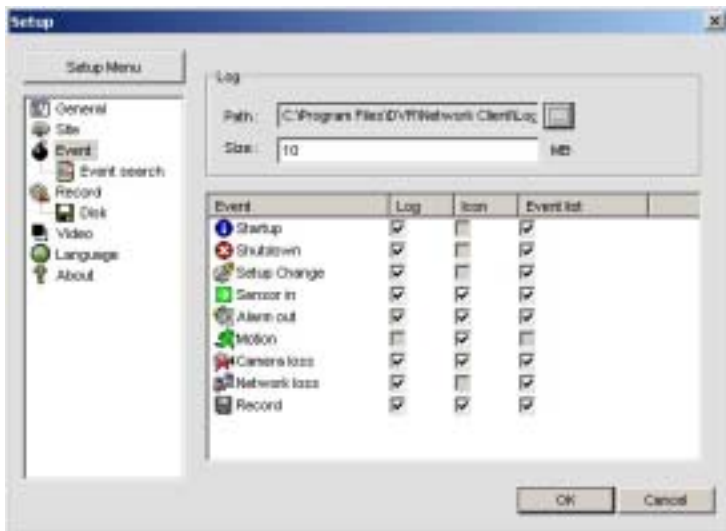 Setup
Setup Menu
General
Site
Event
Event search
Record
Disk
Video
Language
About
Log
Path : C:\Program Files\DVR\Network Client\Log ...
Size : 10 MB
Event Log Icon Event list
Startup
Shutdown
Setup Change
Sensor in
Alarm out
Motion
Camera loss
Network loss
Record
OK Cancel